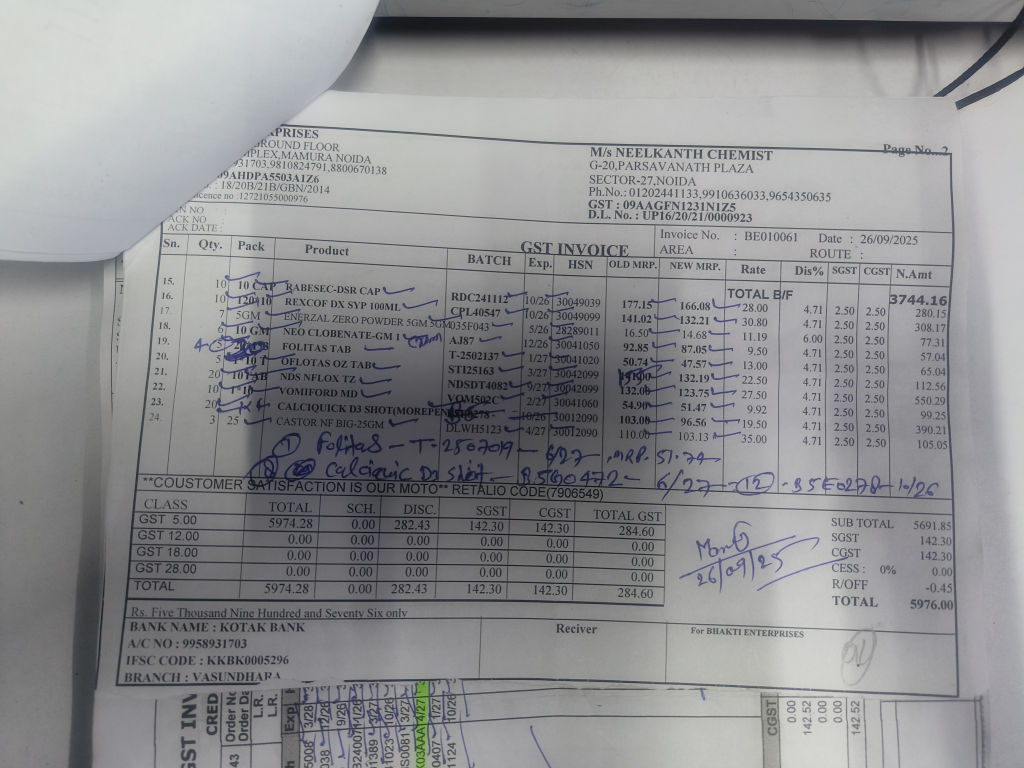 RPRISES
GROUND FLOOR
MPLEX,MAMURA NOIDA
931703,9810824791,8800670138
09AHDPA5503A1Z6
: 18/20B/21B/GBN/2014
icence no :12721055000976
ACK NO :
ACK DATE :
Page No...2
M/s NEELKANTH CHEMIST
G-20,PARSAVANATH PLAZA
SECTOR-27,NOIDA
Ph.No.: 01202441133,9910636033,9654350635
GST : 09AAGFN1231N1Z5
D.L. No. : UP16/20/21/0000923
GST INVOICE
Invoice No. : BE010061 Date : 26/09/2025
AREA : ROUTE :
Sn. Qty. Pack Product BATCH Exp. HSN OLD MRP. NEW MRP. Rate Dis% SGST CGST N.Amt
TOTAL B/F 3744.16
15. 10 10 CAP RABESEC-DSR CAP RDC241112 10/26 30049039 177.15 166.08 28.00 4.71 2.50 2.50 280.15
16. 10 REXCOF DX SYP 100ML CPL40547 10/26 30049099 141.02 132.21 30.80 4.71 2.50 2.50 308.17
17. 7 5GM ENERZAL ZERO POWDER 5GM 5GM035F043 5/26 28289011 16.50 14.68 11.19 6.00 2.50 2.50 77.31
18. 6 10 GM NEO CLOBENATE-GM AJ87 12/26 30041050 92.85 87.05 9.50 4.71 2.50 2.50 57.04
19. FOLITAS TAB T-2502137 1/27 30041020 50.74 47.57 13.00 4.71 2.50 2.50 65.04
20. 5 OFLOTAS OZ TAB STI25163 3/27 30042099 132.19 22.50 4.71 2.50 2.50 112.56
21. 20 NDS NFLOX TZ NDSDT4082 9/27 30042099 132.00 123.75 27.50 4.71 2.50 2.50 550.29
22. 10 VOMIFORD MD VOM502C 2/27 30041060 54.90 51.47 9.92 4.71 2.50 2.50 99.25
23. 20 CALCIQUICK D3 SHOT(MOREPEN 10/26 30012090 103.00 96.56 19.50 4.71 2.50 2.50 390.21
24. 3 25 CASTOR NF BIG-25GM DLWH5123 4/27 30012090 110.00 103.13 35.00 4.71 2.50 2.50 105.05
① Folitas - T-2507019 - 6/27 - MRP. 51.74
Calciquic D3 Shot - 6/27 - ⑫ - 10/26
**COUSTOMER SATISFACTION IS OUR MOTO** RETALIO CODE(7906549)
CLASS TOTAL SCH. DISC. SGST CGST TOTAL GST
GST 5.00 5974.28 0.00 282.43 142.30 142.30 284.60
GST 12.00 0.00 0.00 0.00 0.00 0.00 0.00
GST 18.00 0.00 0.00 0.00 0.00 0.00 0.00
GST 28.00 0.00 0.00 0.00 0.00 0.00 0.00
TOTAL 5974.28 0.00 282.43 142.30 142.30 284.60
26/09/25
SUB TOTAL 5691.85
SGST 142.30
CGST 142.30
CESS : 0% 0.00
R/OFF -0.45
TOTAL 5976.00
Rs. Five Thousand Nine Hundred and Seventy Six only
BANK NAME : KOTAK BANK
A/C NO : 9958931703
IFSC CODE : KKBK0005296
BRANCH : VASUNDHARA
Reciver
For BHAKTI ENTERPRISES
GST INV
CRED
Order No
Order Da
L.R.
L.R.
Exp.
CGST
0.00
142.52
0.00
0.00
142.52